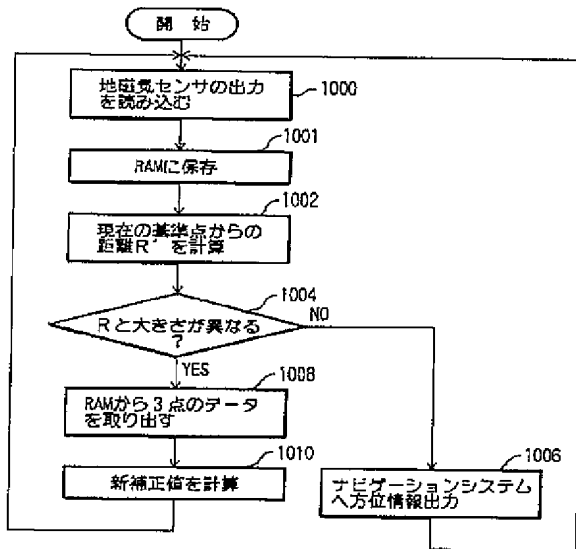 開 始
地磁気センサの出力
を読み込む
1000
1001
RAMに保存
1002
現在の基準点からの
距離R'を計算
1004
Rと大きさが異なる
?
NO
YES
1008
RAMから3点のデータ
を取り出す
1010
新補正値を計算
1006
ナビゲーションシステム
へ方位情報出力